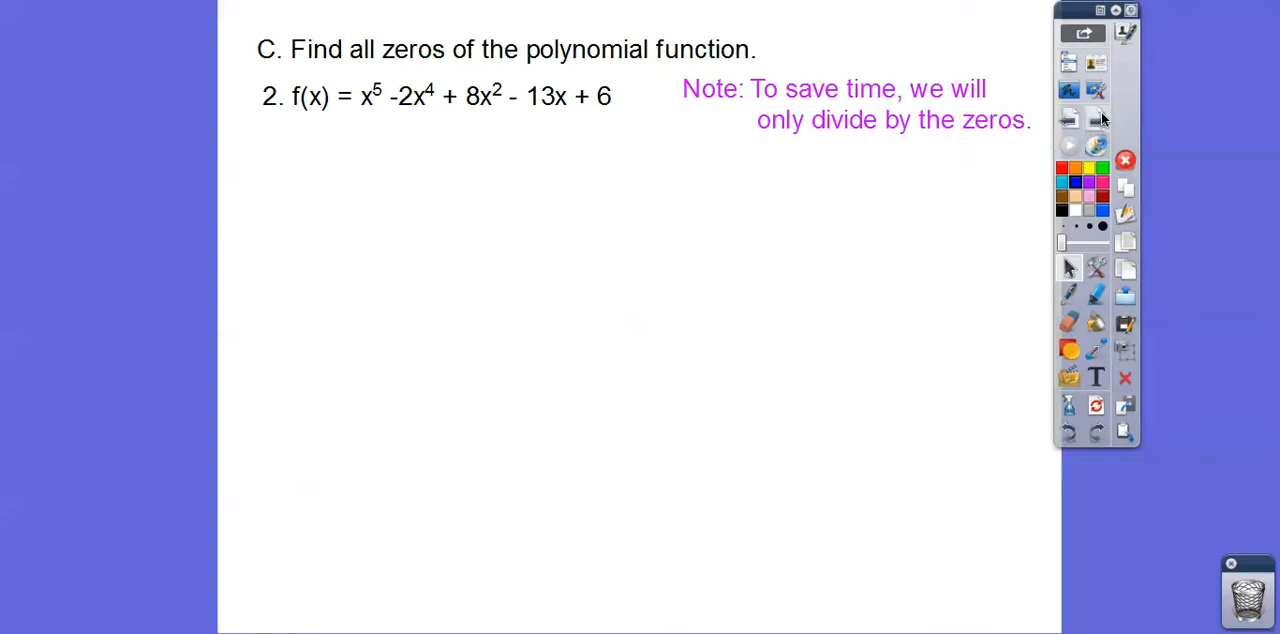 C. Find all zeros of the polynomial function.
2. f(x) = x⁵ -2x⁴ + 8x² - 13x + 6
Note: To save time, we will
only divide by the zeros.